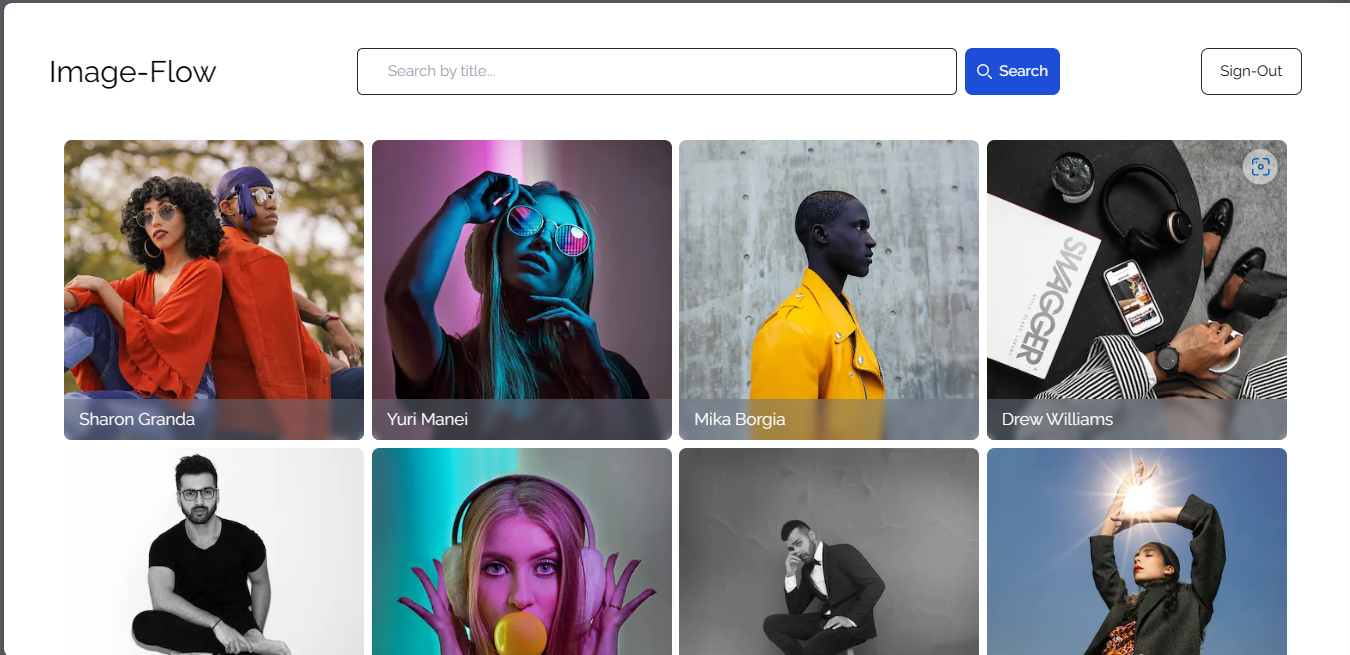 Image-Flow
Search by title...
Search
Sign-Out
SWAGGER
Sharon Granda
Yuri Manei
Mika Borgia
Drew Williams